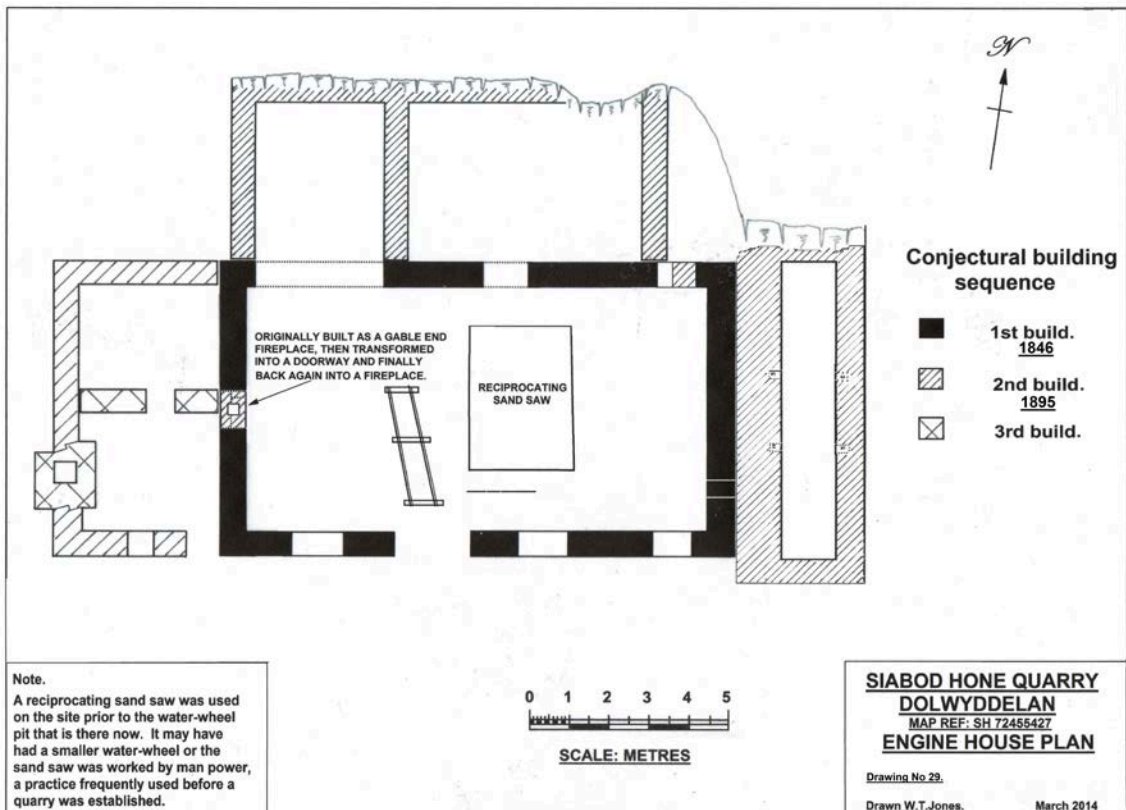 N
Conjectural building
sequence
1st build.
1846
2nd build.
1895
3rd build.
ORIGINALLY BUILT AS A GABLE END
FIREPLACE, THEN TRANSFORMED
INTO A DOORWAY AND FINALLY
BACK AGAIN INTO A FIREPLACE.
RECIPROCATING
SAND SAW
Note.
A reciprocating sand saw was used
on the site prior to the water-wheel
pit that is there now. It may have
had a smaller water-wheel or the
sand saw was worked by man power,
a practice frequently used before a
quarry was established.
0 1 2 3 4 5
SCALE: METRES
SIABOD HONE QUARRY
DOLWYDDELAN
MAP REF: SH 72455427
ENGINE HOUSE PLAN
Drawing No 29.
Drawn W.T.Jones. March 2014